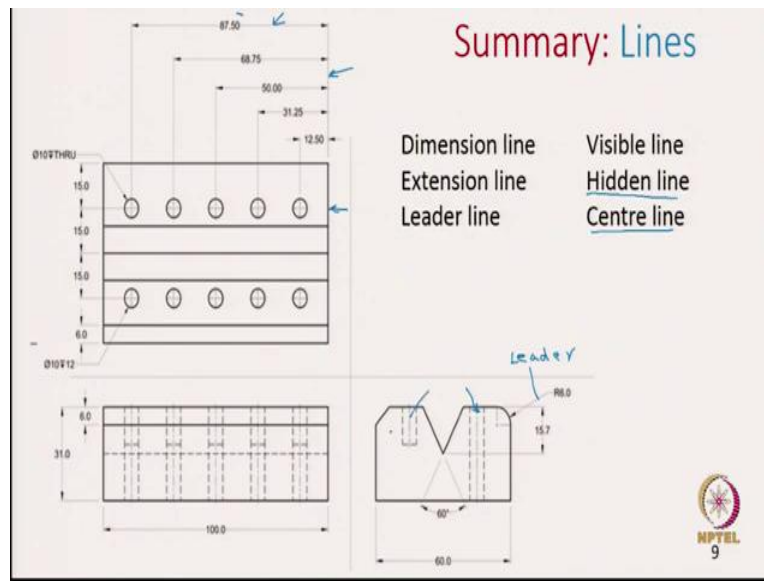 87.50
Summary: Lines
68.75
50.00
31.25
12.50
Ø10↧THRU
Dimension line Visible line
15.0
Extension line Hidden line
Leader line Centre line
15.0
15.0
6.0
Leader
Ø10↧12
R8.0
6.0
15.7
31.0
60°
100.0
60.0
NPTEL
9